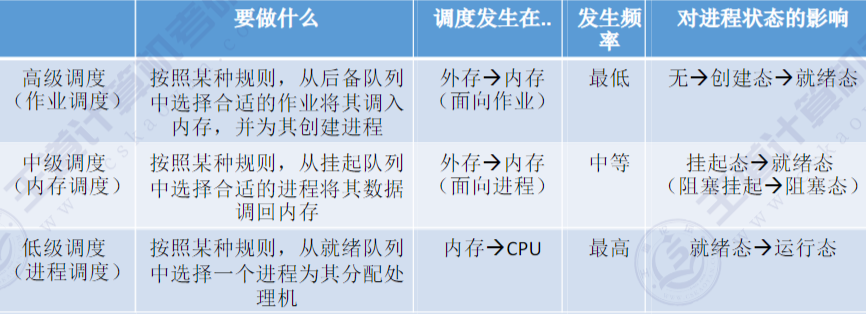 要做什么
调度发生在..
发生频
率
对进程状态的影响
高级调度
（作业调度）
按照某种规则，从后备队列
中选择合适的作业将其调入
内存，并为其创建进程
外存→内存
（面向作业）
最低
无→创建态→就绪态
中级调度
（内存调度）
按照某种规则，从挂起队列
中选择合适的进程将其数据
调回内存
外存→内存
（面向进程）
中等
挂起态→就绪态
（阻塞挂起→阻塞态）
低级调度
（进程调度）
按照某种规则，从就绪队列
中选择一个进程为其分配处
理机
内存→CPU
最高
就绪态→运行态